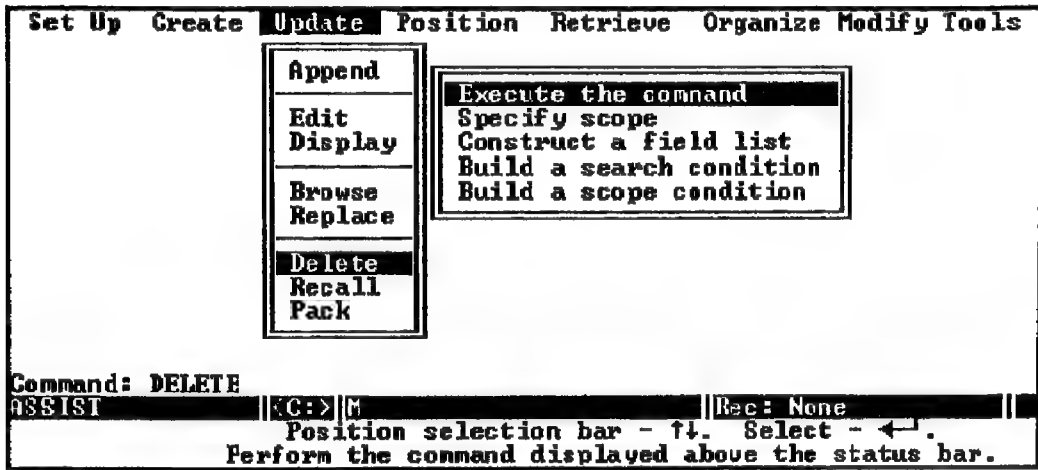 Set Up Create Update Position Retrieve Organize Modify Tools
Append
Edit
Display
Browse
Replace
Delete
Recall
Pack
Execute the command
Specify scope
Construct a field list
Build a search condition
Build a scope condition
Command: DELETE
ASSIST <C:> M Rec: None
Position selection bar - ↑↓. Select - ←┘.
Perform the command displayed above the status bar.